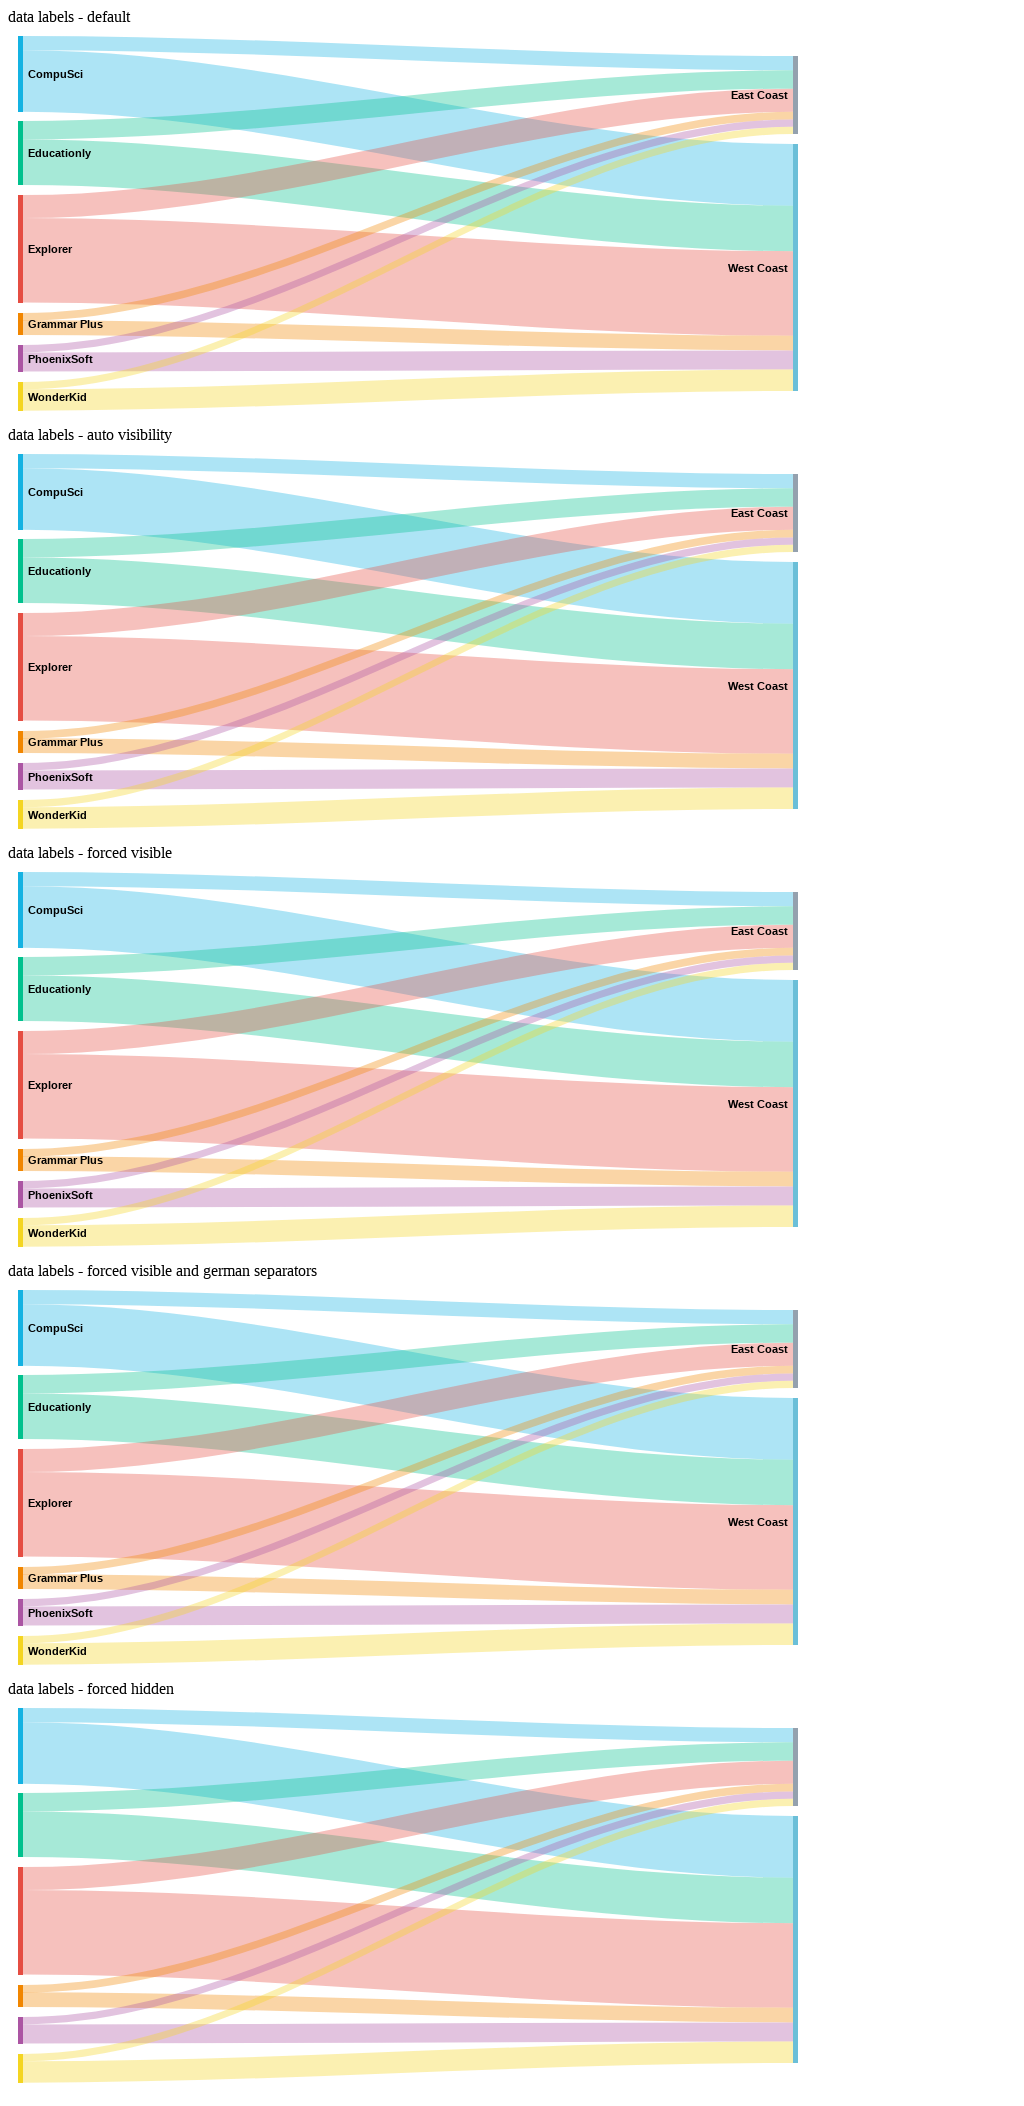 data labels - default
CompuSci
East Coast
Educationly
Explorer
West Coast
Grammar Plus
PhoenixSoft
WonderKid
data labels - auto visibility
CompuSci
East Coast
Educationly
Explorer
West Coast
Grammar Plus
PhoenixSoft
WonderKid
data labels - forced visible
CompuSci
East Coast
Educationly
Explorer
West Coast
Grammar Plus
PhoenixSoft
WonderKid
data labels - forced visible and german separators
CompuSci
East Coast
Educationly
Explorer
West Coast
Grammar Plus
PhoenixSoft
WonderKid
data labels - forced hidden